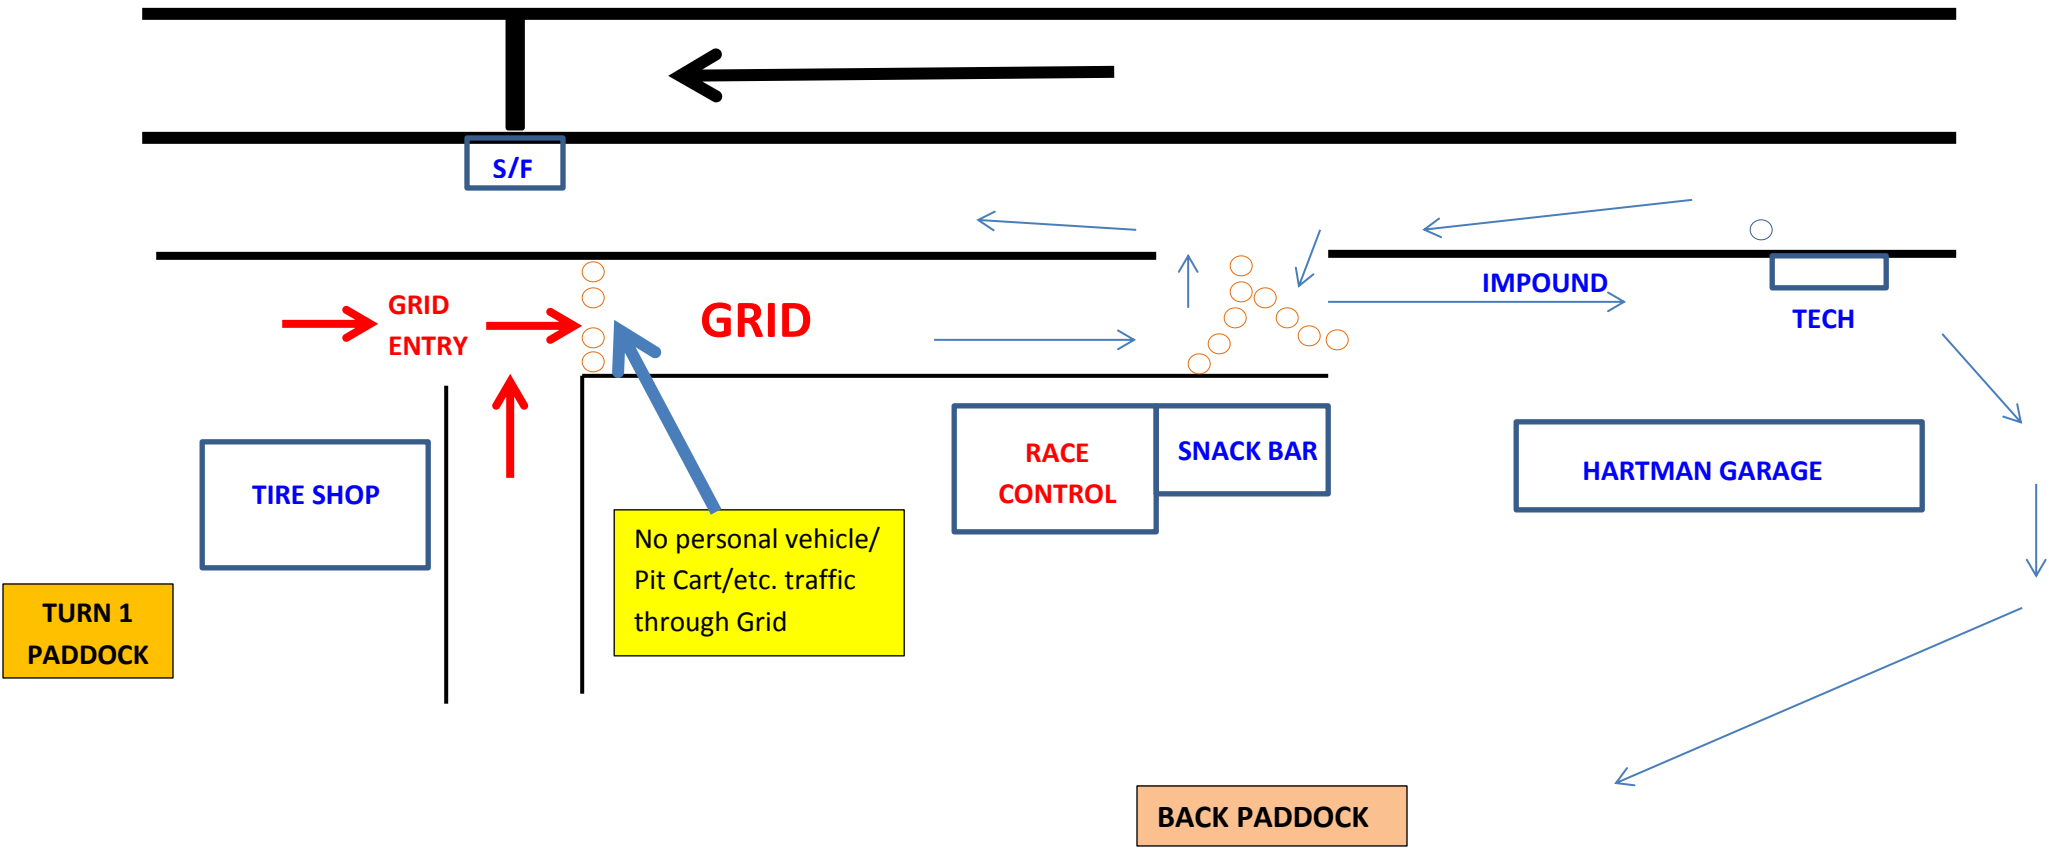 S/F
IMPOUND
GRID
ENTRY
GRID
TECH
TIRE SHOP
RACE
CONTROL
SNACK BAR
HARTMAN GARAGE
No personal vehicle/
Pit Cart/etc. traffic
through Grid
TURN 1
PADDOCK
BACK PADDOCK